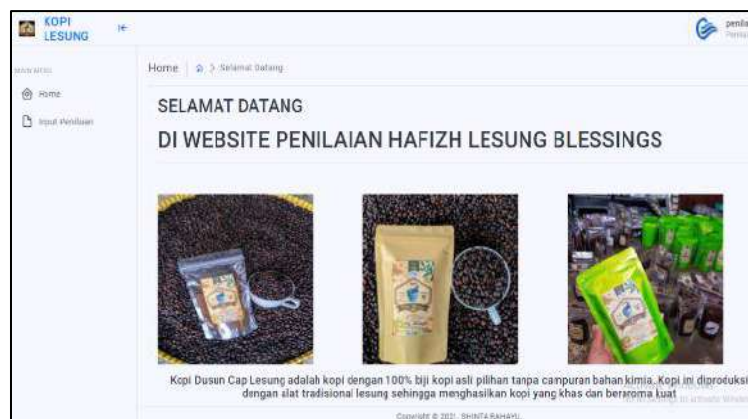 KOPI
LESUNG
MAIN MENU
Home
Input Penilaian
Home > Selamat Datang
SELAMAT DATANG
DI WEBSITE PENILAIAN HAFIZH LESUNG BLESSINGS
Kopi Dusun Cap Lesung adalah kopi dengan 100% biji kopi asli pilihan tanpa campuran bahan kimia. Kopi ini diproduksi
dengan alat tradisional lesung sehingga menghasilkan kopi yang khas dan beraroma kuat
Copyright © 2021. SHINTA RAHAYU.